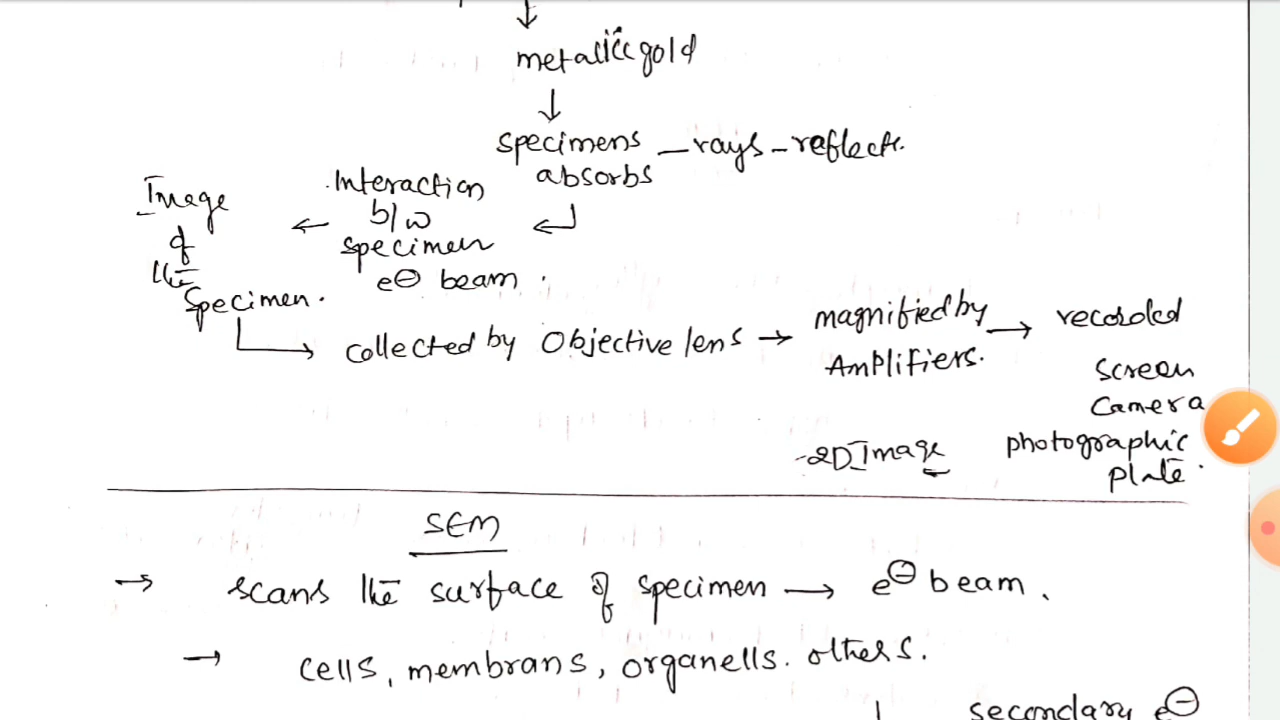 ↓
metallic gold
↓
specimens – rays – reflects.
absorbs
↵
Interaction
b/w
specimen
e⊖ beam.
←
Image
of
the
Specimen.
↳ collected by Objective lens → magnified by
Amplifiers. → recorded
Screen
Camera
photographic
plate.
-2D Image
SEM
→ scans the surface of specimen → e⊖ beam.
→ cells, membrans, organells. others.
secondary e⊖